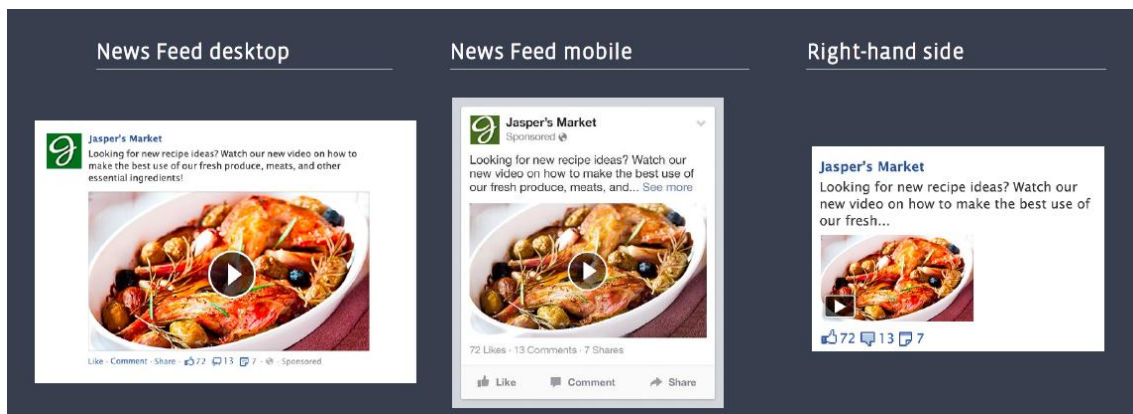 News Feed desktop
Jasper's Market
Looking for new recipe ideas? Watch our new video on how to
make the best use of our fresh produce, meats, and other
essential ingredients!
Like · Comment · Share · 72 13 7 · · Sponsored
News Feed mobile
Jasper's Market
Sponsored
Looking for new recipe ideas? Watch our
new video on how to make the best use of
our fresh produce, meats, and... See more
72 Likes · 13 Comments · 7 Shares
Like Comment Share
Right-hand side
Jasper's Market
Looking for new recipe ideas? Watch our
new video on how to make the best use of
our fresh...
72 13 7